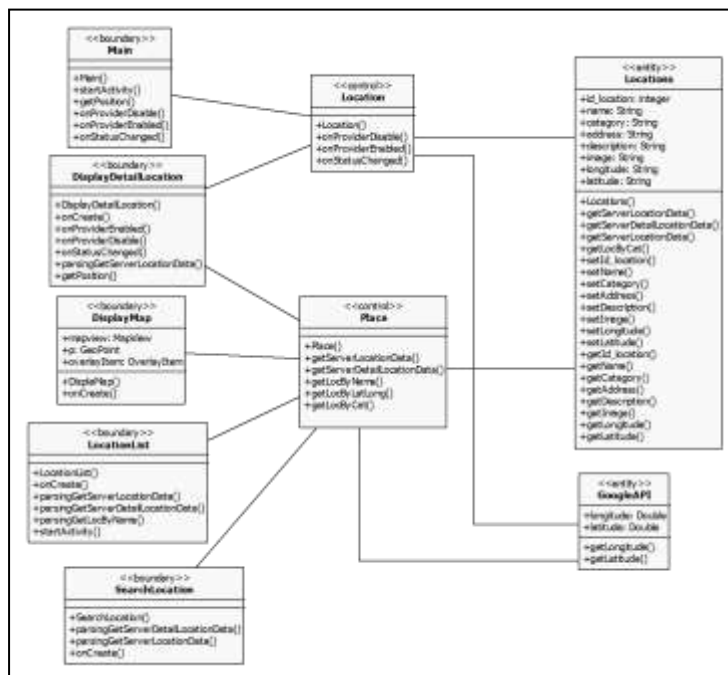 <<boundary>>
Main
+Main()
+startActivity()
+getPosition()
+onProviderDisable()
+onProviderEnabled()
+onStatusChanged()
<<boundary>>
DisplayDetailLocation
+DisplayDetailLocation()
+onCreate()
+onProviderEnabled()
+onProviderDisable()
+onStatusChanged()
+parsingGetServerLocationData()
+getPosition()
<<boundary>>
DisplayMap
+mapview: MapView
+p: GeoPoint
+overlayItem: OverlayItem
+DisplaMap()
+onCreate()
<<boundary>>
LocationList
+LocationList()
+onCreate()
+parsingGetServerLocationData()
+parsingGetServerDetailLocationData()
+parsingGetLocByName()
+startActivity()
<<boundary>>
SearchLocation
+SearchLocation()
+parsingGetServerDetailLocationData()
+parsingGetServerLocationData()
+onCreate()
<<control>>
Location
+Location()
+onProviderDisable()
+onProviderEnabled()
+onStatusChanged()
<<control>>
Place
+Place()
+getServerLocationData()
+getServerDetailLocationData()
+getLocByName()
+getLocByLatLong()
+getLocByCat()
<<entity>>
Locations
+id_location: integer
+name: String
+category: String
+address: String
+description: String
+image: String
+longitude: String
+latitude: String
+Locations()
+getServerLocationData()
+getServerDetailLocationData()
+getServerLocationData()
+getLocByCat()
+setId_location()
+setName()
+setCategory()
+setAddress()
+setDescription()
+setImage()
+setLongitude()
+setLatitude()
+getId_location()
+getName()
+getCategory()
+getAddress()
+getDescription()
+getImage()
+getLongitude()
+getLatitude()
<<entity>>
GoogleAPI
+longitude: Double
+latitude: Double
+getLongitude()
+getLatitude()